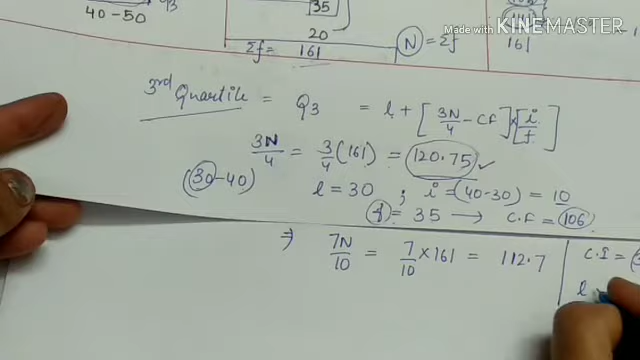 40-50
35
20
Σf= 161
N = Σf
161
Made with KINEMASTER
3rd Quartile = Q3 = l + [ 3N/4 - CF ] × [ i/f ]
3N/4 = 3/4 (161) = 120.75 ✓
(30-40) l = 30 ; i = (40-30) = 10
f = 35 → C.F = 106
⇒ 7N/10 = 7/10 × 161 = 112.7
C.I = (3
l